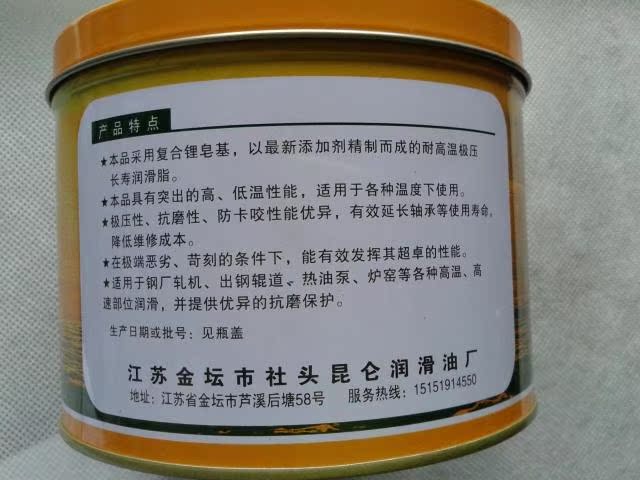 产品特点
★本品采用复合锂皂基，以最新添加剂精制而成的耐高温极压
长寿润滑脂。
★本品具有突出的高、低温性能，适用于各种温度下使用。
★极压性、抗磨性、防卡咬性能优异，有效延长轴承等使用寿命，
降低维修成本。
★在极端恶劣、苛刻的条件下，能有效发挥其超卓的性能。
★适用于钢厂轧机、出钢辊道、热油泵、炉窑等各种高温、高
速部位润滑，并提供优异的抗磨保护。
生产日期或批号：见瓶盖
江苏金坛市社头昆仑润滑油厂
地址：江苏省金坛市芦溪后塘58号 服务热线：15151914550